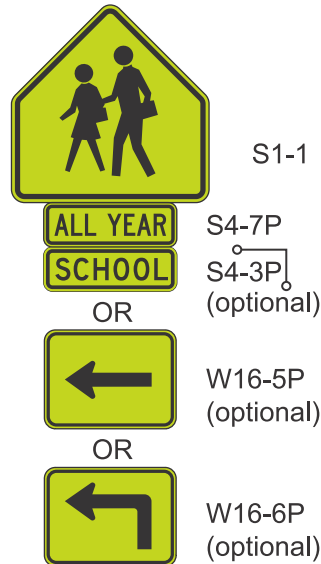 S1-1
ALL YEAR S4-7P
SCHOOL S4-3P
(optional)
OR
W16-5P
(optional)
OR
W16-6P
(optional)